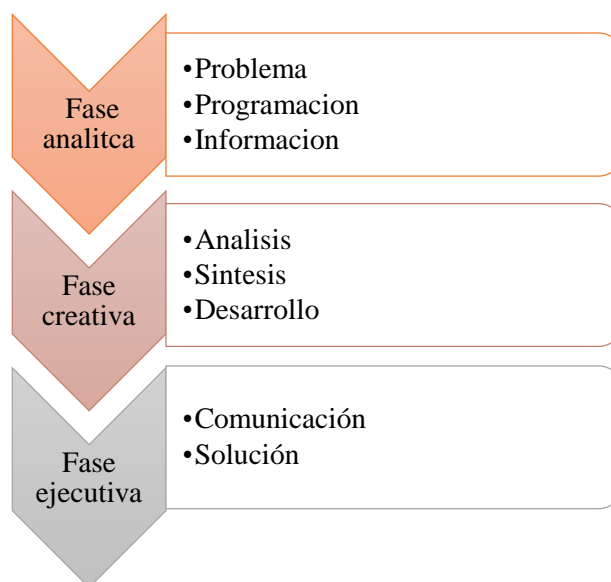 Fase
analitca
•Problema
•Programacion
•Informacion
Fase
creativa
•Analisis
•Sintesis
•Desarrollo
Fase
ejecutiva
•Comunicación
•Solución